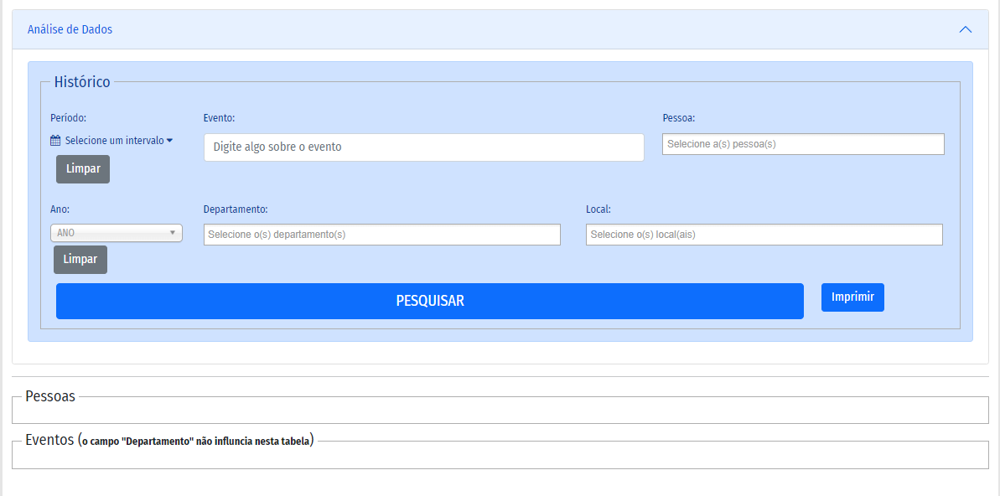 Análise de Dados
Histórico
Período:
Evento:
Pessoa:
Selecione um intervalo
Digite algo sobre o evento
Selecione a(s) pessoa(s)
Limpar
Ano:
Departamento:
Local:
ANO
Selecione o(s) departamento(s)
Selecione o(s) local(ais)
Limpar
PESQUISAR
Imprimir
Pessoas
Eventos (o campo "Departamento" não influncia nesta tabela)